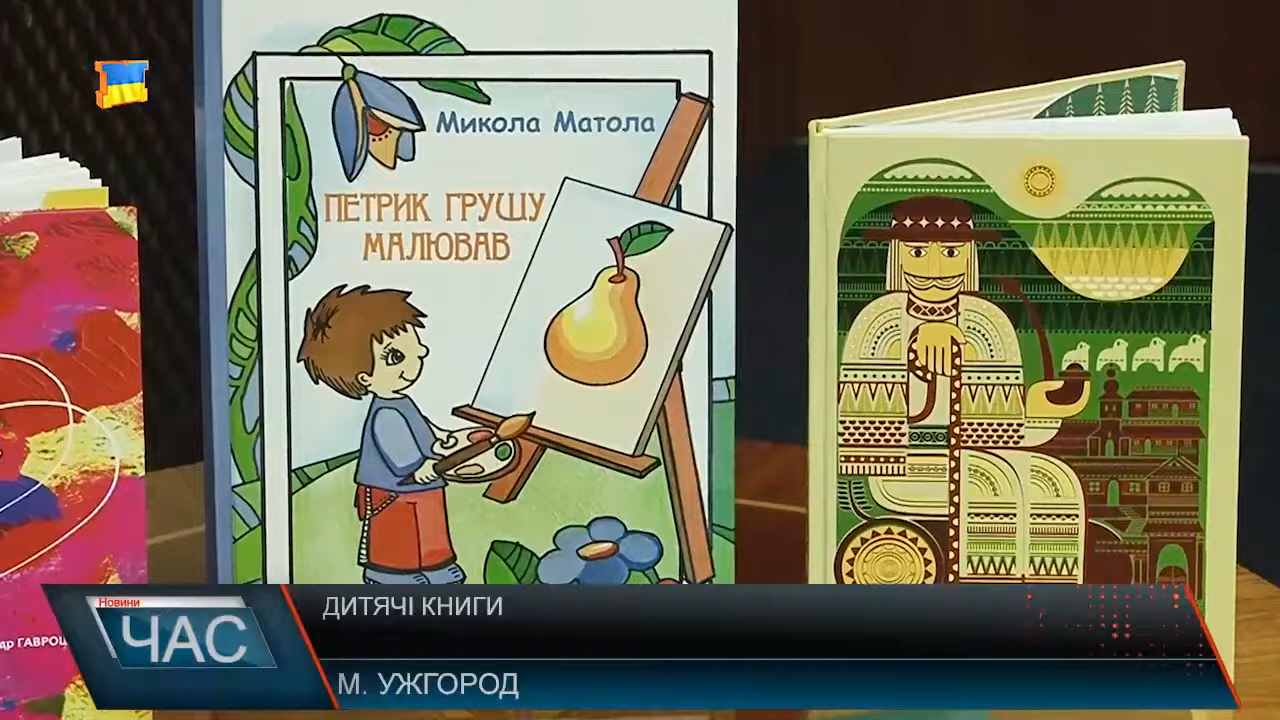 Микола Матола
ПЕТРИК ГРУШУ
МАЛЮВАВ
Новини
ЧАС
ДИТЯЧІ КНИГИ
М. УЖГОРОД